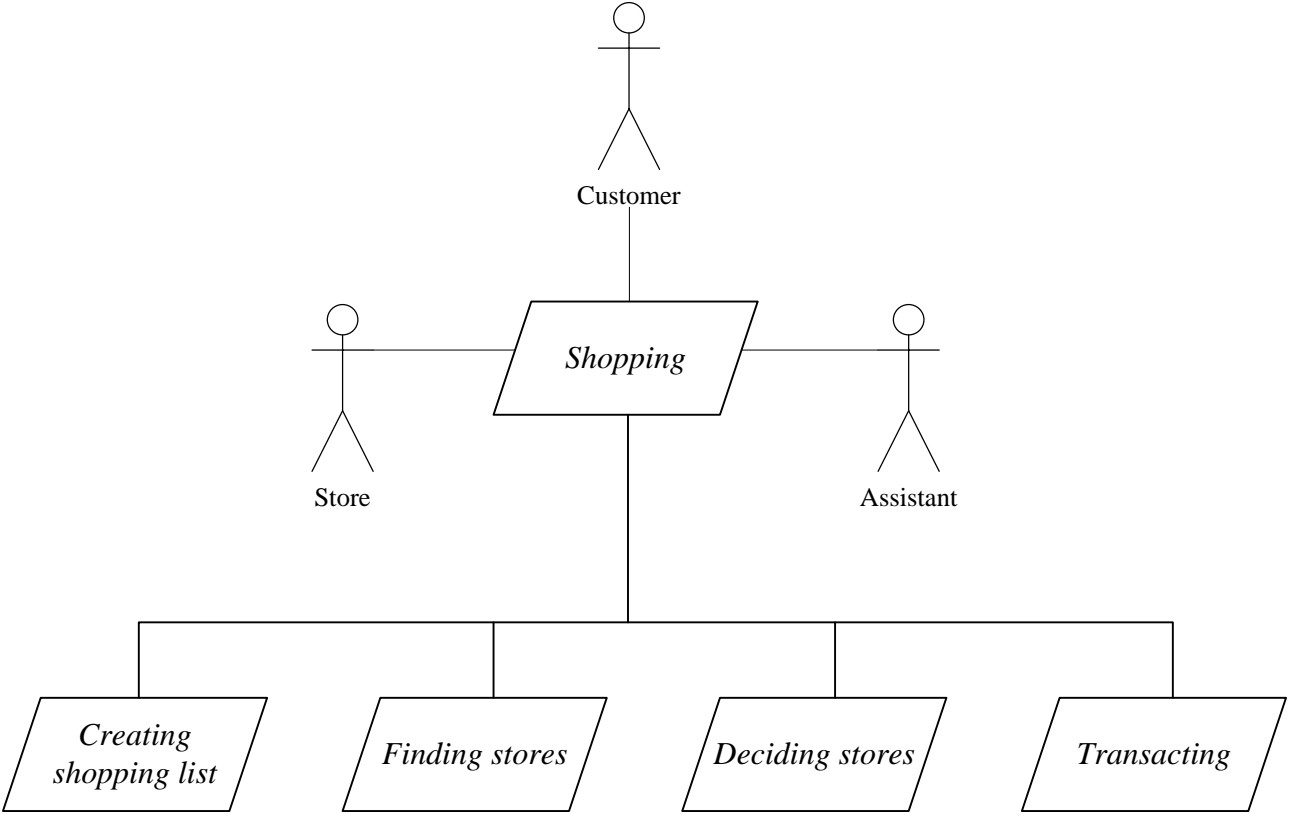 Customer
Shopping
Store
Assistant
Creating
shopping list
Finding stores
Deciding stores
Transacting